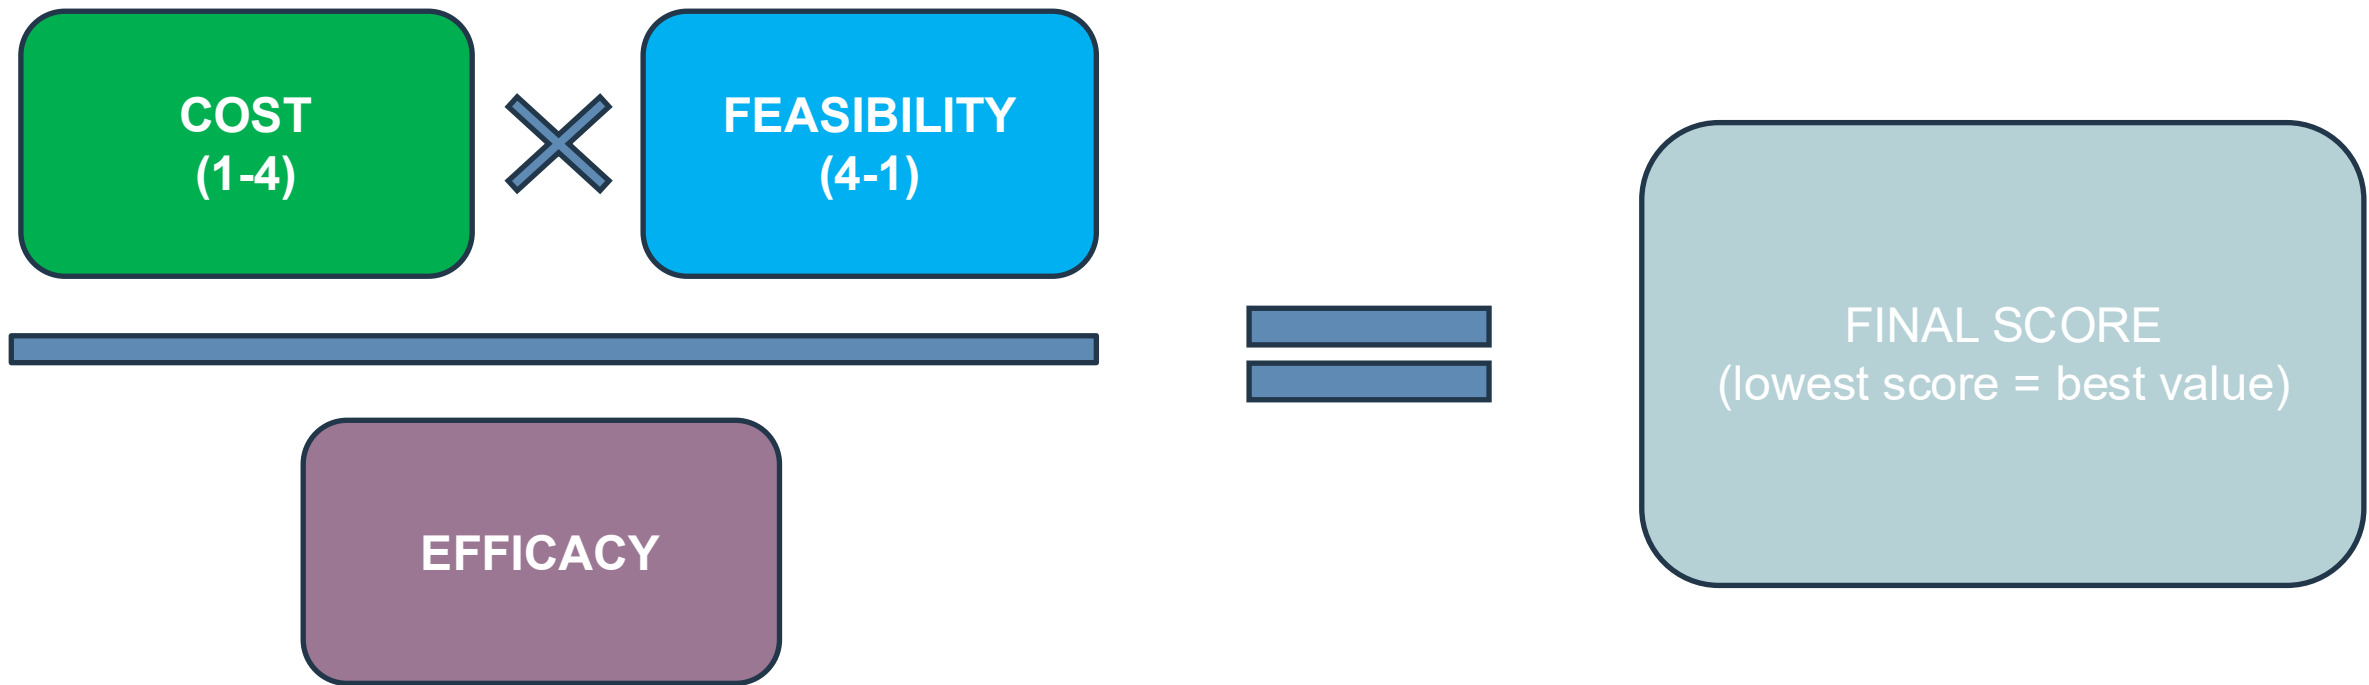 COST
(1-4)
FEASIBILITY
(4-1)
EFFICACY
FINAL SCORE
(lowest score = best value)